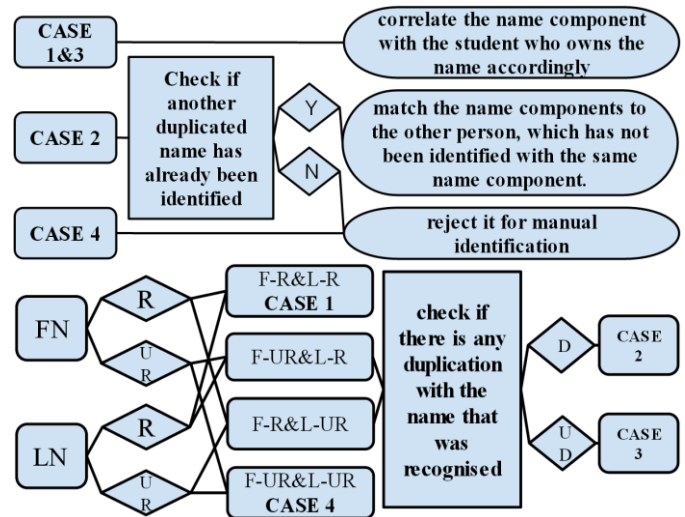 CASE
1&3
correlate the name component
with the student who owns the
name accordingly
Check if
another
duplicated
name has
already been
identified
CASE 2
Y
N
match the name components to
the other person, which has not
been identified with the same
name component.
CASE 4
reject it for manual
identification
FN
R
U
R
LN
R
U
R
F-R&L-R
CASE 1
F-UR&L-R
F-R&L-UR
F-UR&L-UR
CASE 4
check if
there is any
duplication
with the
name that
was
recognised
D
U
D
CASE
2
CASE
3